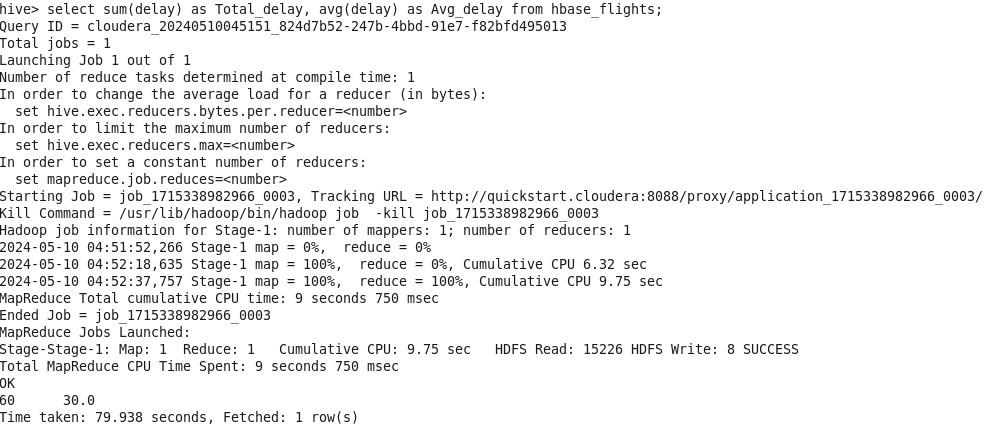 hive> select sum(delay) as Total_delay, avg(delay) as Avg_delay from hbase_flights;
Query ID = cloudera_20240510045151_824d7b52-247b-4bbd-91e7-f82bfd495013
Total jobs = 1
Launching Job 1 out of 1
Number of reduce tasks determined at compile time: 1
In order to change the average load for a reducer (in bytes):
  set hive.exec.reducers.bytes.per.reducer=<number>
In order to limit the maximum number of reducers:
  set hive.exec.reducers.max=<number>
In order to set a constant number of reducers:
  set mapreduce.job.reduces=<number>
Starting Job = job_1715338982966_0003, Tracking URL = http://quickstart.cloudera:8088/proxy/application_1715338982966_0003/
Kill Command = /usr/lib/hadoop/bin/hadoop job  -kill job_1715338982966_0003
Hadoop job information for Stage-1: number of mappers: 1; number of reducers: 1
2024-05-10 04:51:52,266 Stage-1 map = 0%,  reduce = 0%
2024-05-10 04:52:18,635 Stage-1 map = 100%,  reduce = 0%, Cumulative CPU 6.32 sec
2024-05-10 04:52:37,757 Stage-1 map = 100%,  reduce = 100%, Cumulative CPU 9.75 sec
MapReduce Total cumulative CPU time: 9 seconds 750 msec
Ended Job = job_1715338982966_0003
MapReduce Jobs Launched:
Stage-Stage-1: Map: 1  Reduce: 1   Cumulative CPU: 9.75 sec   HDFS Read: 15226 HDFS Write: 8 SUCCESS
Total MapReduce CPU Time Spent: 9 seconds 750 msec
OK
60      30.0
Time taken: 79.938 seconds, Fetched: 1 row(s)